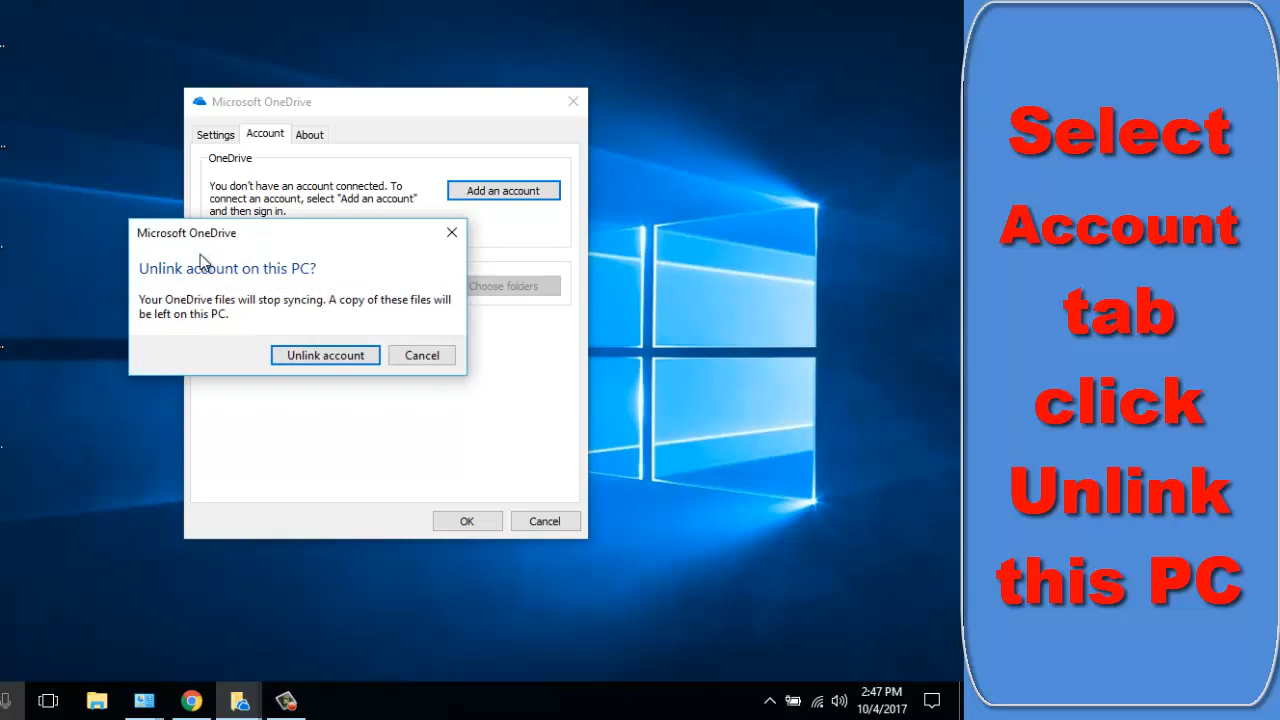 Microsoft OneDrive
Settings Account About
OneDrive
You don't have an account connected. To
connect an account, select "Add an account"
and then sign in.
Add an account
Microsoft OneDrive
Unlink account on this PC?
Your OneDrive files will stop syncing. A copy of these files will
be left on this PC.
Unlink account Cancel
Choose folders
OK Cancel
2:47 PM
10/4/2017
Select
Account
tab
click
Unlink
this PC